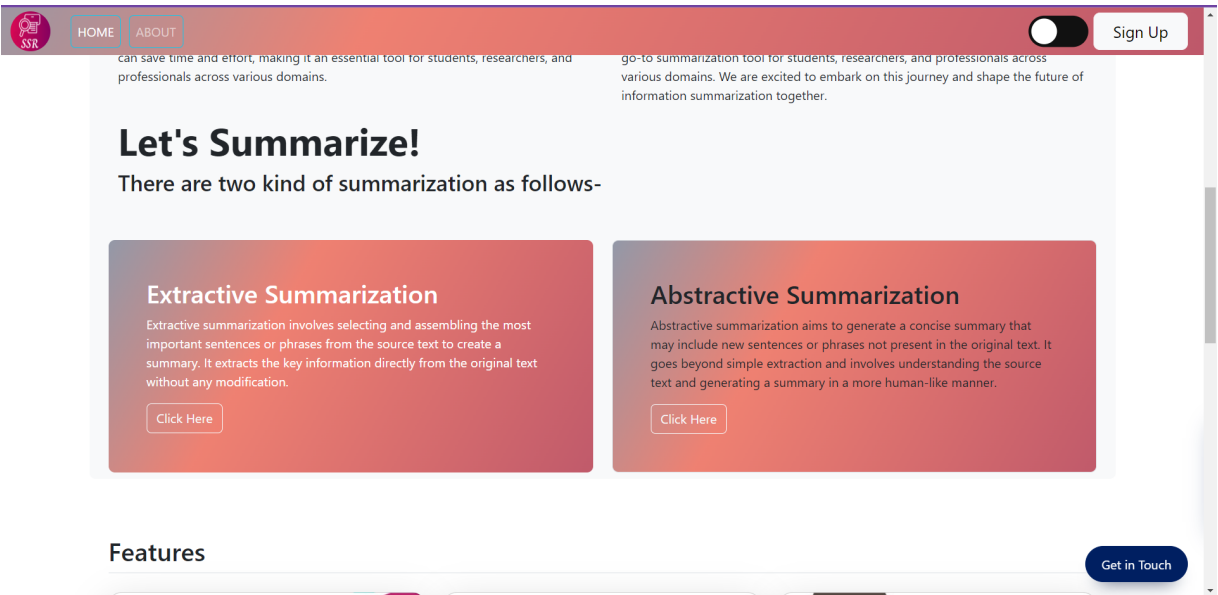 SSR
HOME
ABOUT
Sign Up
can save time and effort, making it an essential tool for students, researchers, and
professionals across various domains.
go-to summarization tool for students, researchers, and professionals across
various domains. We are excited to embark on this journey and shape the future of
information summarization together.
Let's Summarize!
There are two kind of summarization as follows-
Extractive Summarization
Extractive summarization involves selecting and assembling the most
important sentences or phrases from the source text to create a
summary. It extracts the key information directly from the original text
without any modification.
Click Here
Abstractive Summarization
Abstractive summarization aims to generate a concise summary that
may include new sentences or phrases not present in the original text. It
goes beyond simple extraction and involves understanding the source
text and generating a summary in a more human-like manner.
Click Here
Features
Get in Touch